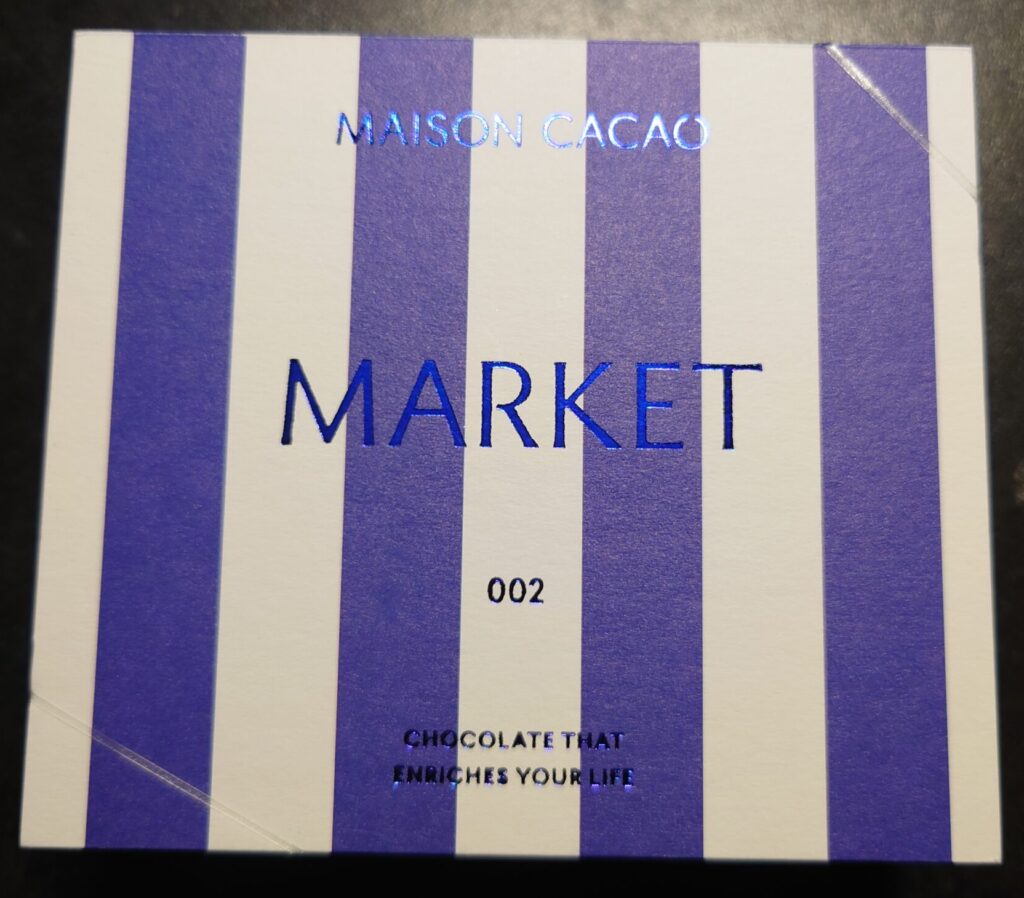 MAISON CACAO
MARKET
002
CHOCOLATE THAT
ENRICHES YOUR LIFE